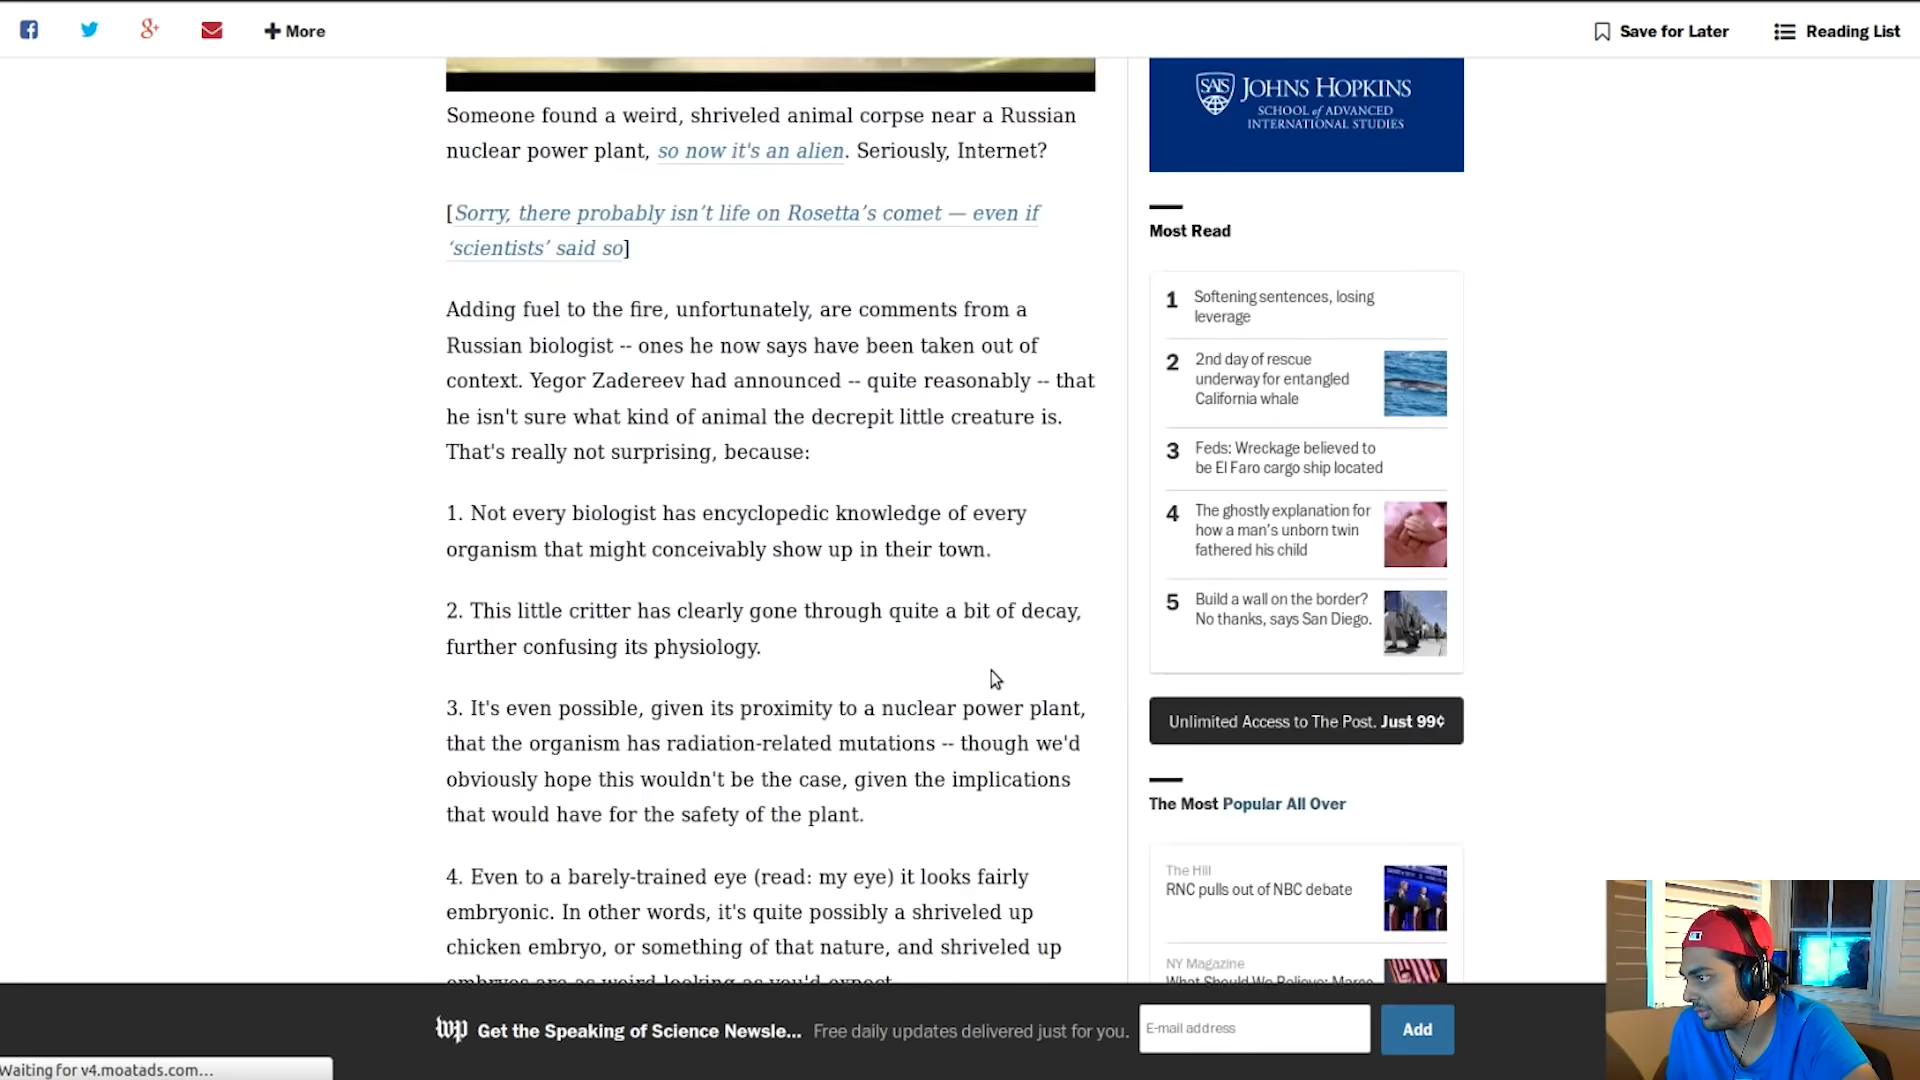 More
Save for Later
Reading List
SAIS
JOHNS HOPKINS
SCHOOL of ADVANCED
INTERNATIONAL STUDIES
Someone found a weird, shriveled animal corpse near a Russian
nuclear power plant, so now it's an alien. Seriously, Internet?
[Sorry, there probably isn’t life on Rosetta’s comet — even if
‘scientists’ said so]
Adding fuel to the fire, unfortunately, are comments from a
Russian biologist -- ones he now says have been taken out of
context. Yegor Zadereev had announced -- quite reasonably -- that
he isn't sure what kind of animal the decrepit little creature is.
That's really not surprising, because:
1. Not every biologist has encyclopedic knowledge of every
organism that might conceivably show up in their town.
2. This little critter has clearly gone through quite a bit of decay,
further confusing its physiology.
3. It's even possible, given its proximity to a nuclear power plant,
that the organism has radiation-related mutations -- though we'd
obviously hope this wouldn't be the case, given the implications
that would have for the safety of the plant.
4. Even to a barely-trained eye (read: my eye) it looks fairly
embryonic. In other words, it's quite possibly a shriveled up
chicken embryo, or something of that nature, and shriveled up
embryos are as weird looking as you'd expect.
Most Read
1 Softening sentences, losing
leverage
2 2nd day of rescue
underway for entangled
California whale
3 Feds: Wreckage believed to
be El Faro cargo ship located
4 The ghostly explanation for
how a man’s unborn twin
fathered his child
5 Build a wall on the border?
No thanks, says San Diego.
Unlimited Access to The Post. Just 99¢
The Most Popular All Over
The Hill
RNC pulls out of NBC debate
NY Magazine
What Should We Believe: Marco
wp Get the Speaking of Science Newsle... Free daily updates delivered just for you. E-mail address Add
Waiting for v4.moatads.com...